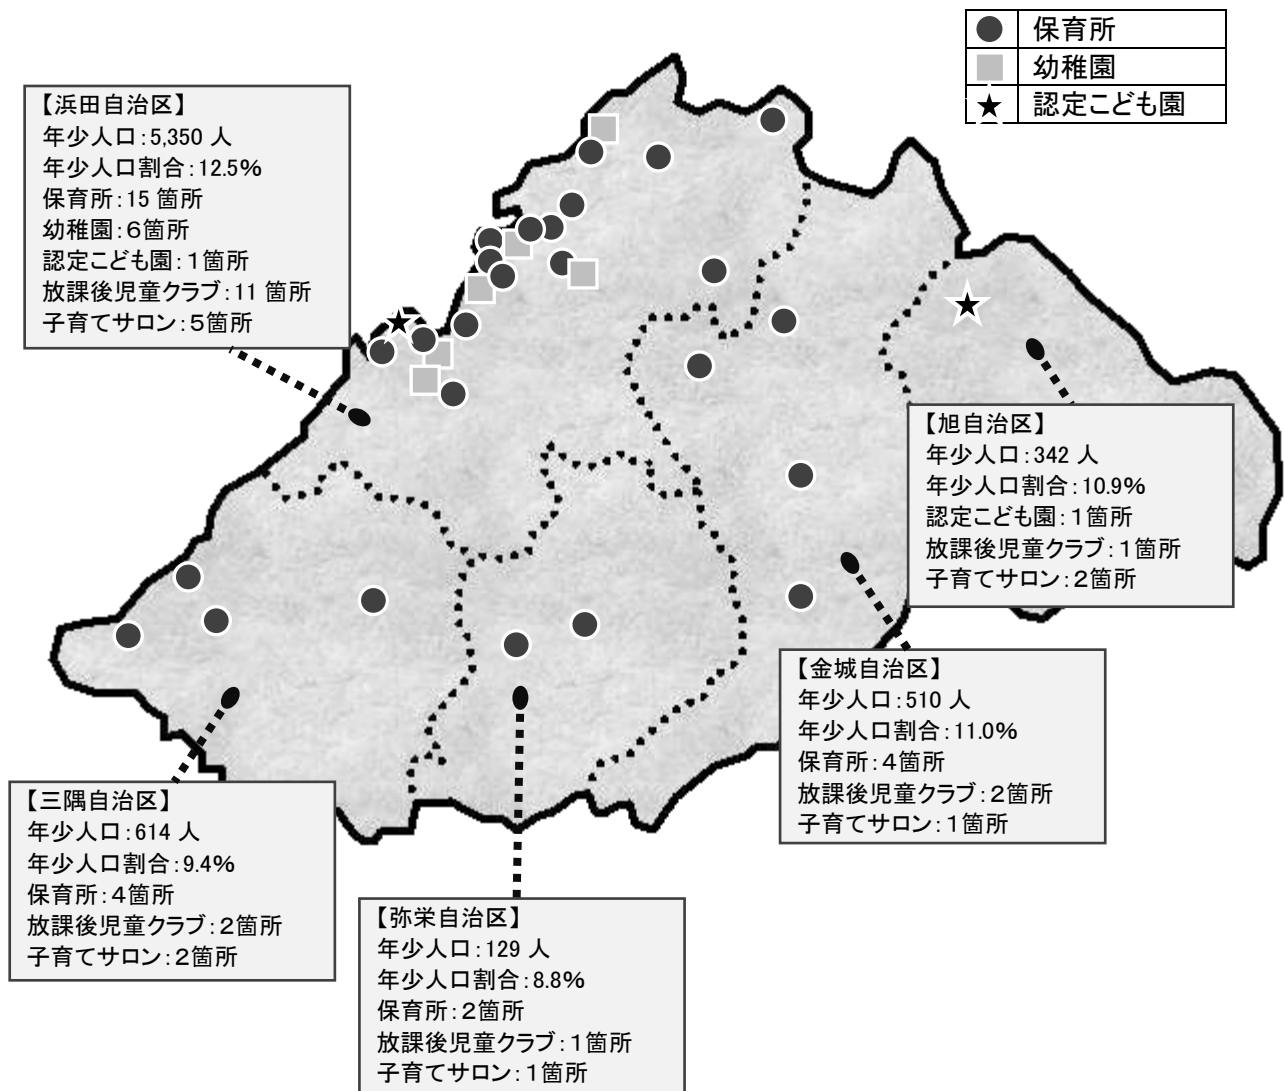 保育所
幼稚園
認定こども園
【浜田自治区】
年少人口：5,350 人
年少人口割合：12.5%
保育所：15 箇所
幼稚園：６箇所
認定こども園：１箇所
放課後児童クラブ：11 箇所
子育てサロン：５箇所
【旭自治区】
年少人口：342 人
年少人口割合：10.9%
認定こども園：１箇所
放課後児童クラブ：１箇所
子育てサロン：２箇所
【金城自治区】
年少人口：510 人
年少人口割合：11.0%
保育所：４箇所
放課後児童クラブ：２箇所
子育てサロン：１箇所
【三隅自治区】
年少人口：614 人
年少人口割合：9.4%
保育所：４箇所
放課後児童クラブ：２箇所
子育てサロン：２箇所
【弥栄自治区】
年少人口：129 人
年少人口割合：8.8%
保育所：２箇所
放課後児童クラブ：１箇所
子育てサロン：１箇所